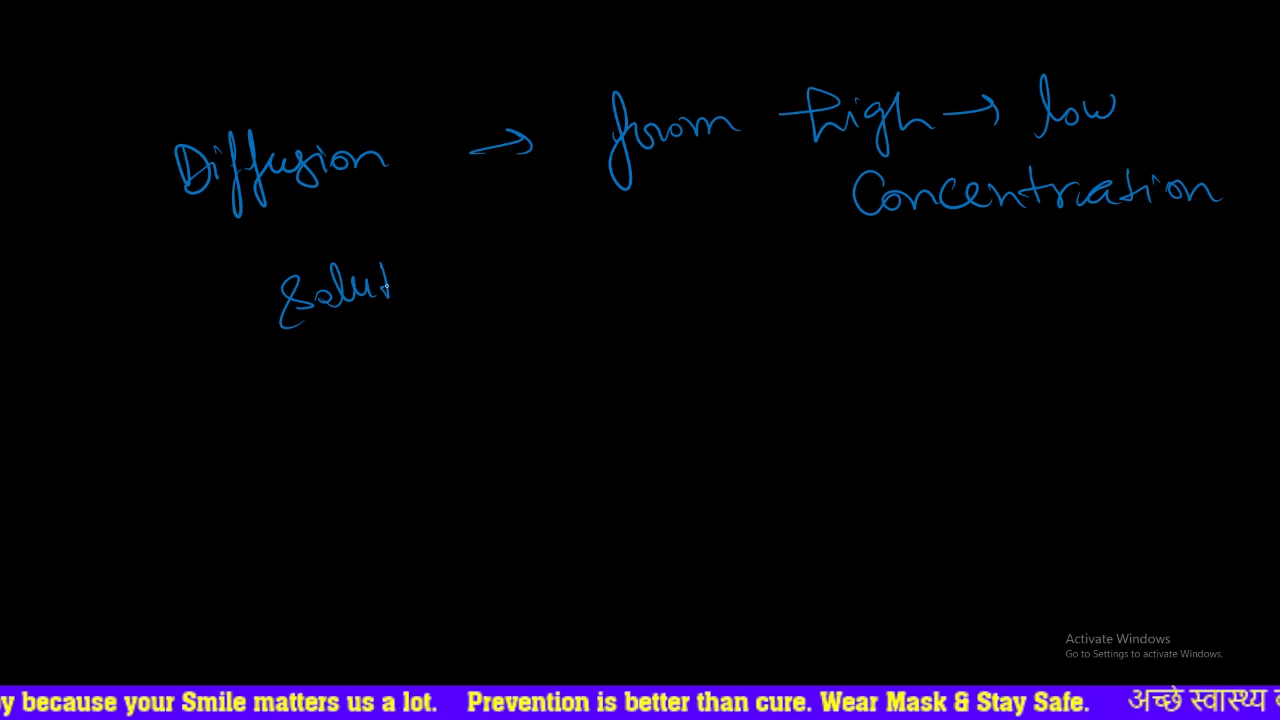 Diffusion → from high → low
Concentration
Solut
Activate Windows
Go to Settings to activate Windows.
y because your Smile matters us a lot. Prevention is better than cure. Wear Mask & Stay Safe. अच्छे स्वास्थ्य